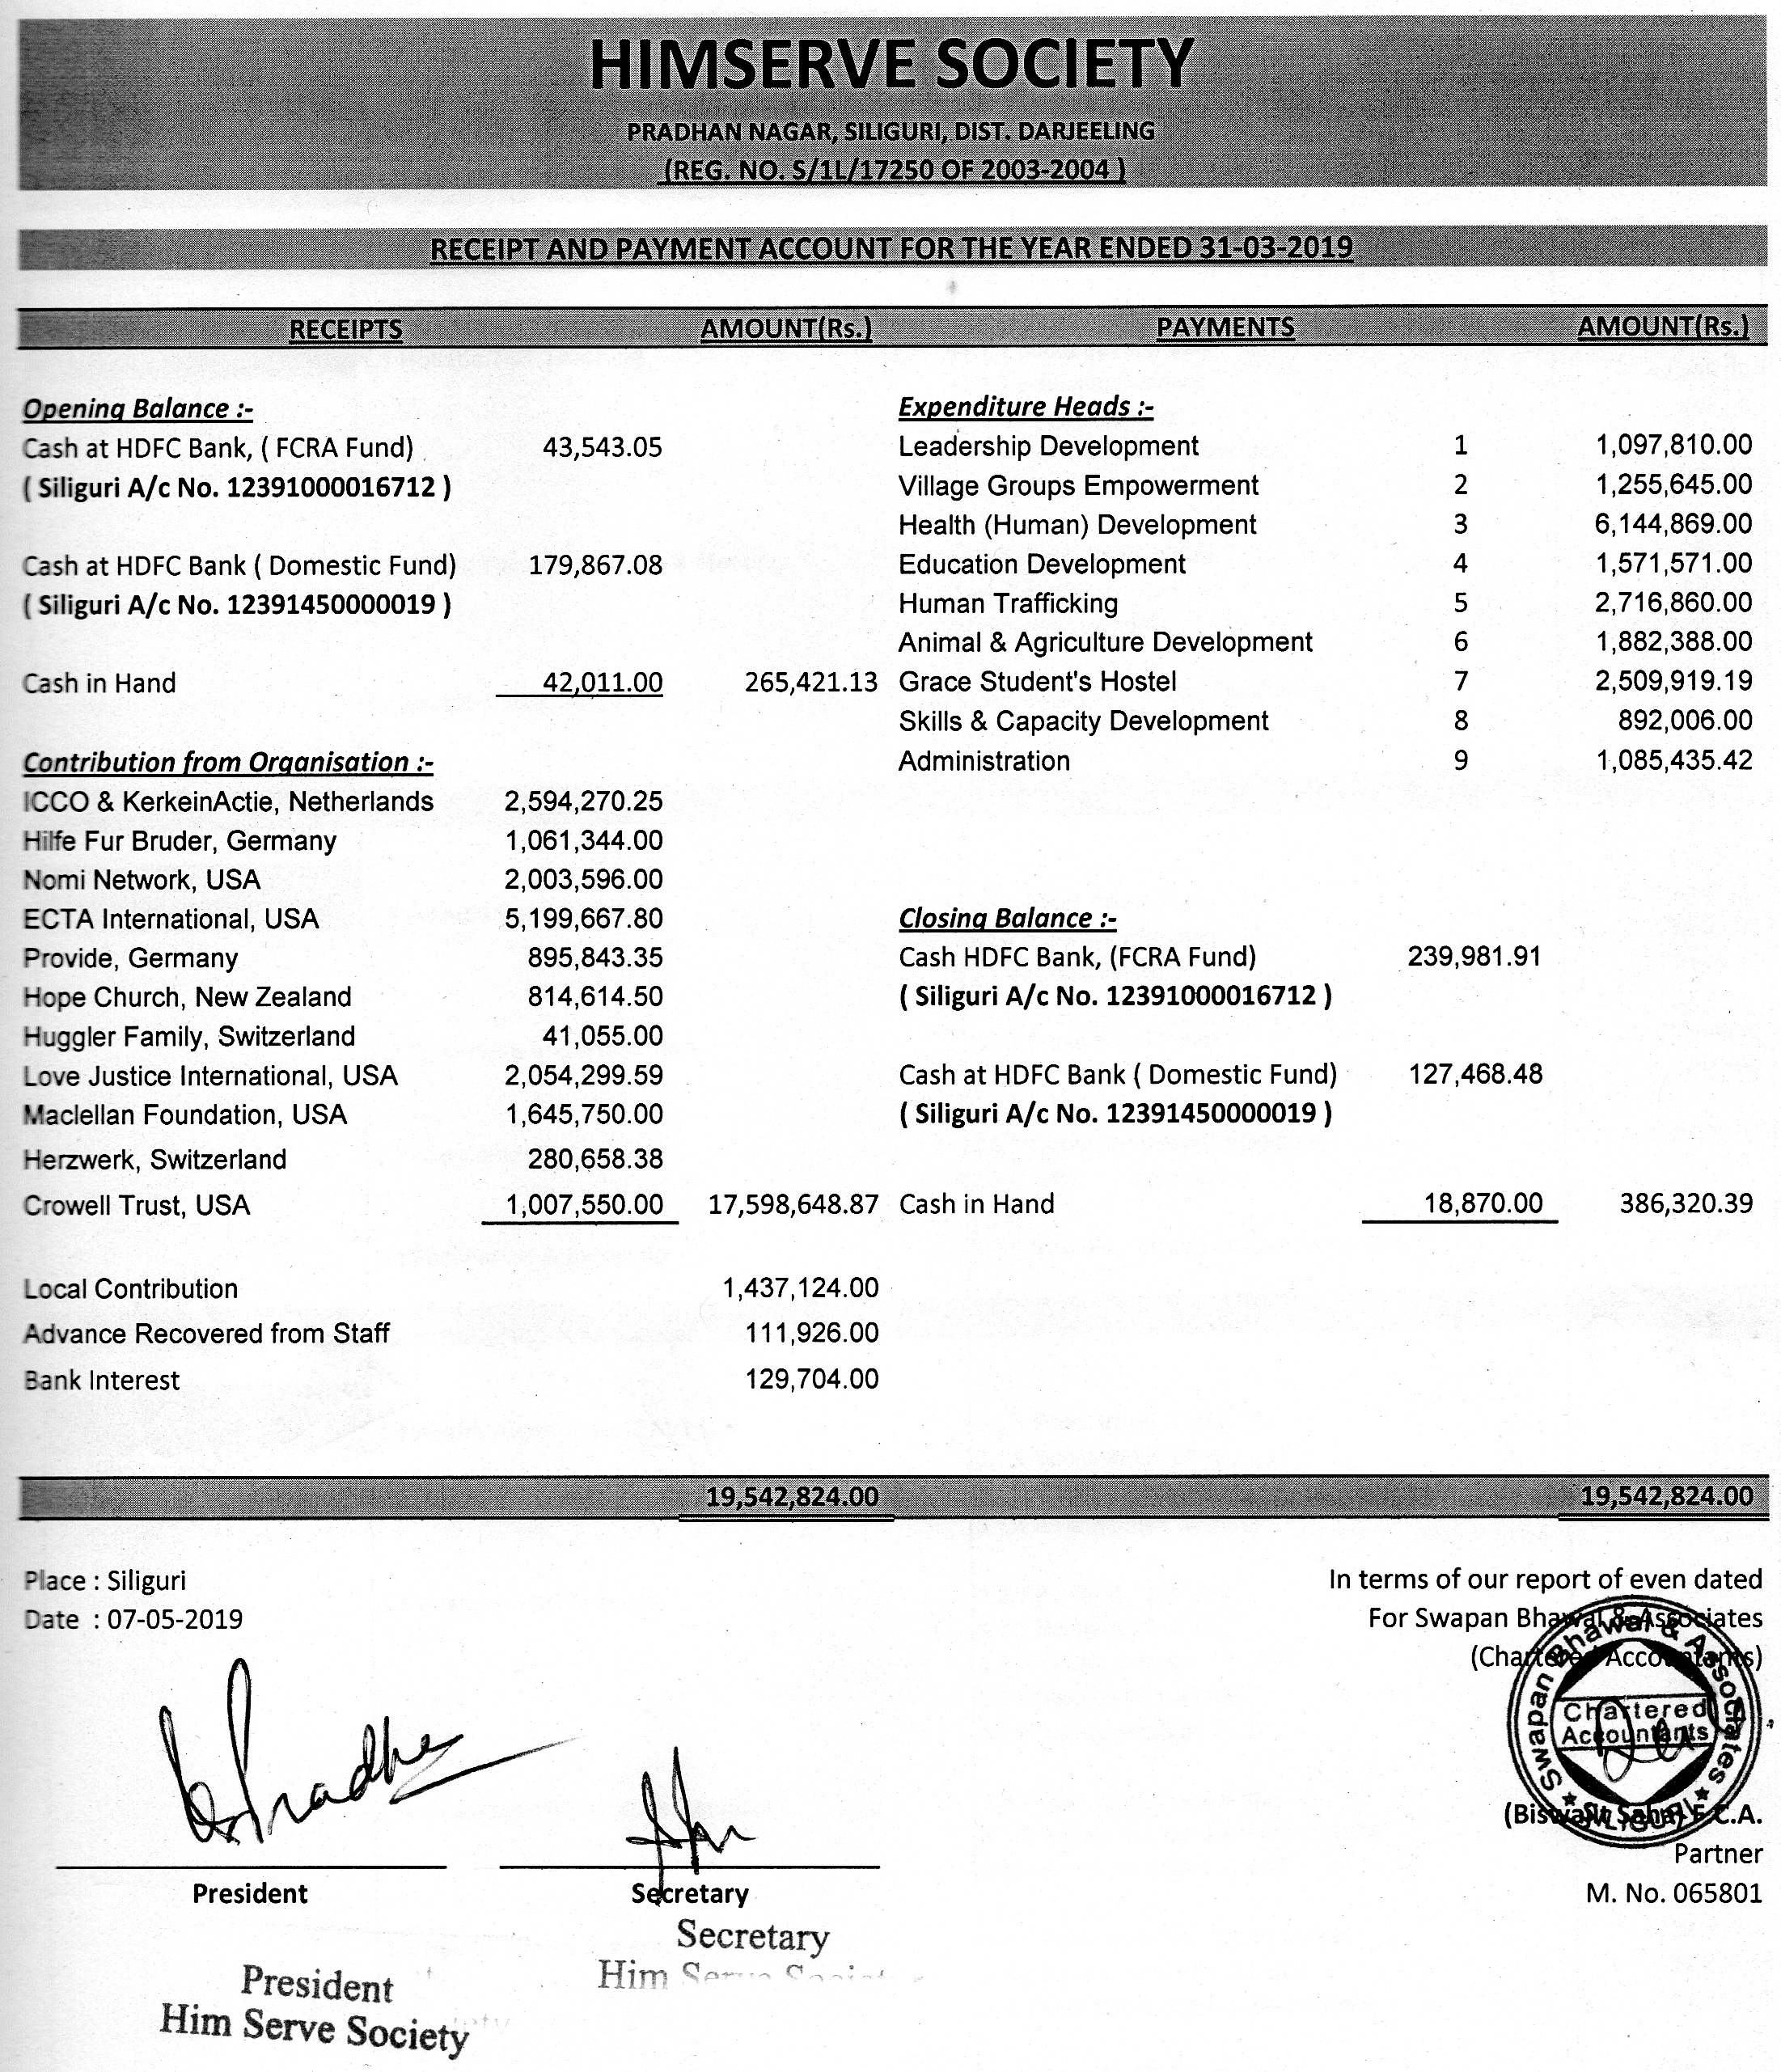 HIMSERVE SOCIETY
PRADHAN NAGAR, SILIGURI, DIST. DARJEELING
(REG. NO. S/1L/17250 OF 2003-2004 )
RECEIPT AND PAYMENT ACCOUNT FOR THE YEAR ENDED 31-03-2019
RECEIPTS AMOUNT(Rs.) PAYMENTS AMOUNT(Rs.)
Opening Balance :- Expenditure Heads :-
Cash at HDFC Bank, ( FCRA Fund) 43,543.05 Leadership Development 1 1,097,810.00
( Siliguri A/c No. 12391000016712 ) Village Groups Empowerment 2 1,255,645.00
Health (Human) Development 3 6,144,869.00
Cash at HDFC Bank ( Domestic Fund) 179,867.08 Education Development 4 1,571,571.00
( Siliguri A/c No. 12391450000019 ) Human Trafficking 5 2,716,860.00
Animal & Agriculture Development 6 1,882,388.00
Cash in Hand 42,011.00 265,421.13 Grace Student's Hostel 7 2,509,919.19
Skills & Capacity Development 8 892,006.00
Contribution from Organisation :- Administration 9 1,085,435.42
ICCO & KerkeinActie, Netherlands 2,594,270.25
Hilfe Fur Bruder, Germany 1,061,344.00
Nomi Network, USA 2,003,596.00
ECTA International, USA 5,199,667.80 Closing Balance :-
Provide, Germany 895,843.35 Cash HDFC Bank, (FCRA Fund) 239,981.91
Hope Church, New Zealand 814,614.50 ( Siliguri A/c No. 12391000016712 )
Huggler Family, Switzerland 41,055.00
Love Justice International, USA 2,054,299.59 Cash at HDFC Bank ( Domestic Fund) 127,468.48
Maclellan Foundation, USA 1,645,750.00 ( Siliguri A/c No. 12391450000019 )
Herzwerk, Switzerland 280,658.38
Crowell Trust, USA 1,007,550.00 17,598,648.87 Cash in Hand 18,870.00 386,320.39
Local Contribution 1,437,124.00
Advance Recovered from Staff 111,926.00
Bank Interest 129,704.00
19,542,824.00 19,542,824.00
Place : Siliguri In terms of our report of even dated
Date : 07-05-2019 For Swapan Bhawal & Associates
(Chartered Accountants)
Swapan Bhawal & Associates
Chartered
Accountants
★ SILIGURI ★
(Biswajit Saha) F.C.A.
Partner
President Secretary M. No. 065801
Secretary
Him Serve Societ
President
Him Serve Society